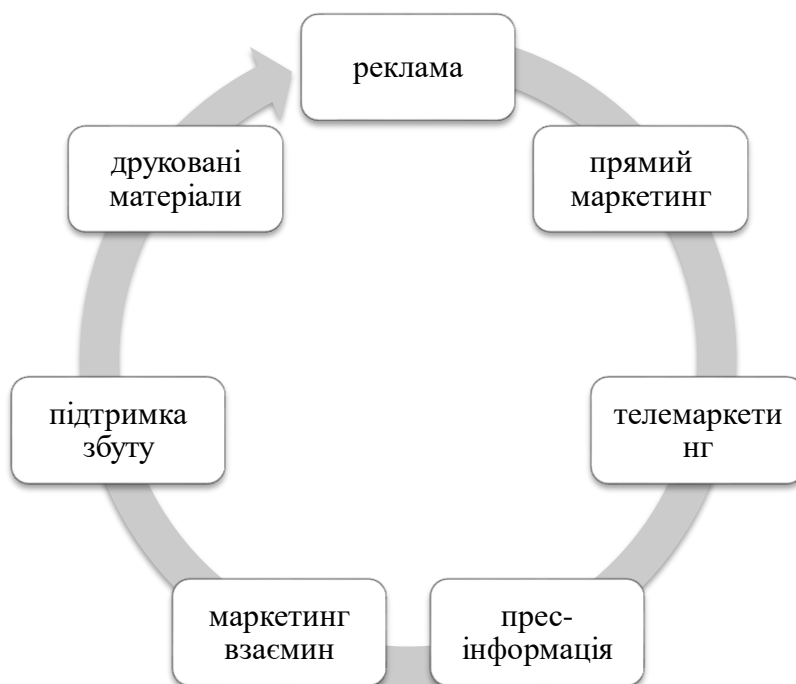 реклама
прямий
маркетинг
телемаркети
нг
прес-
інформація
маркетинг
взаємин
підтримка
збуту
друковані
матеріали